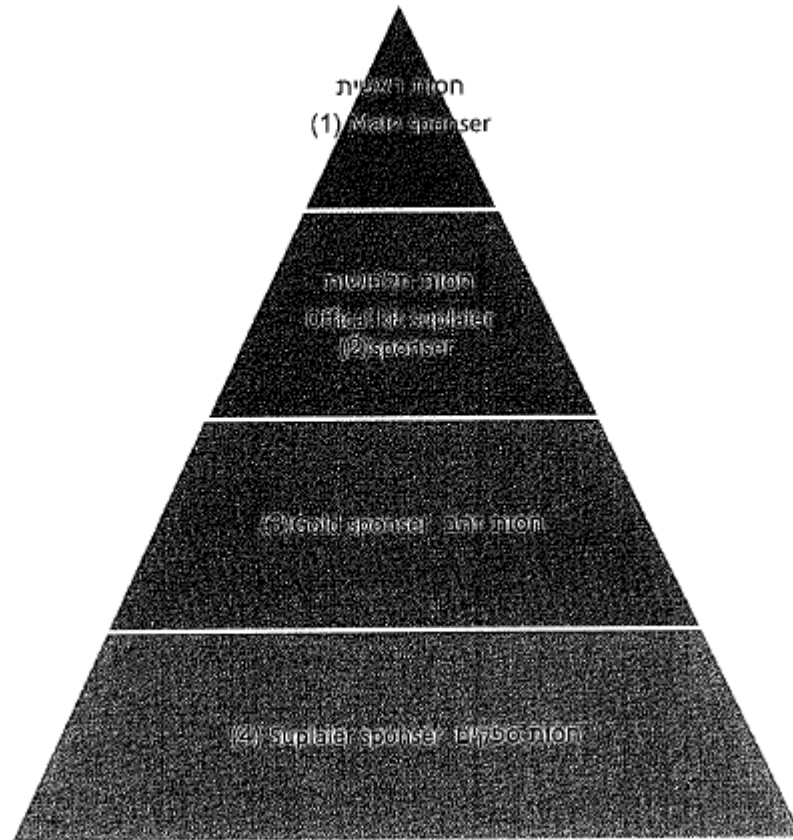 חסות ראשית
(1) Main sponser
חסות הלבשה
Offical kit suplaier
(2) sponser
(3) Gold sponser חסות זהב
(4) Suplaier sponser חסות ספקים